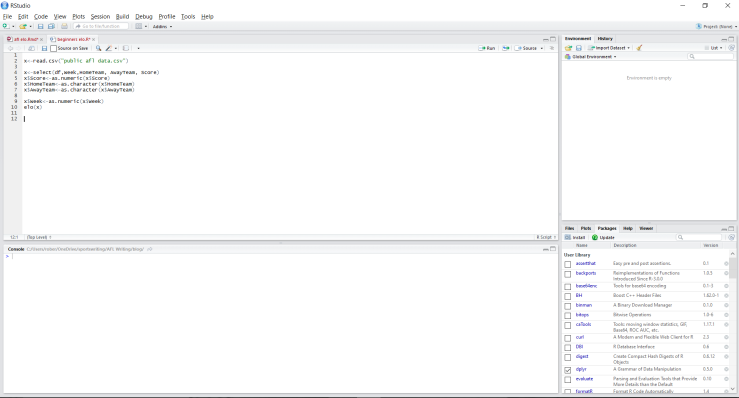 RStudio
File Edit Code View Plots Session Build Debug Profile Tools Help
Go to file/function Addins Project: (None)
afl elo.Rmd* beginners elo.R*
Source on Save Run Source
1
2 x<-read.csv("public afl data.csv")
3
4 x<-select(df,Week,HomeTeam, AwayTeam, Score)
5 x$Score<-as.numeric(x$Score)
6 x$HomeTeam<-as.character(x$HomeTeam)
7 x$AwayTeam<-as.character(x$AwayTeam)
8
9 x$Week<-as.numeric(x$Week)
10 elo(x)
11
12
12:1 (Top Level) R Script
Console
>
Environment History
Import Dataset List
Global Environment
Environment is empty
Files Plots Packages Help Viewer
Install Update
Name Description Version
User Library
assertthat Easy pre and post assertions. 0.1
backports Reimplementations of Functions Introduced Since R-3.0.0 1.0.5
base64enc Tools for base64 encoding 0.1-3
BH Boost C++ Header Files 1.62.0-1
binman A Binary Download Manager 0.1.0
bitops Bitwise Operations 1.0-6
caTools Tools: moving window statistics, GIF, Base64, ROC AUC, etc. 1.17.1
curl A Modern and Flexible Web Client for R 2.3
DBI R Database Interface 0.6
digest Create Compact Hash Digests of R Objects 0.6.12
dplyr A Grammar of Data Manipulation 0.5.0
evaluate Parsing and Evaluation Tools that Provide More Details than the Default 0.10
formatR Format R Code Automatically 1.4